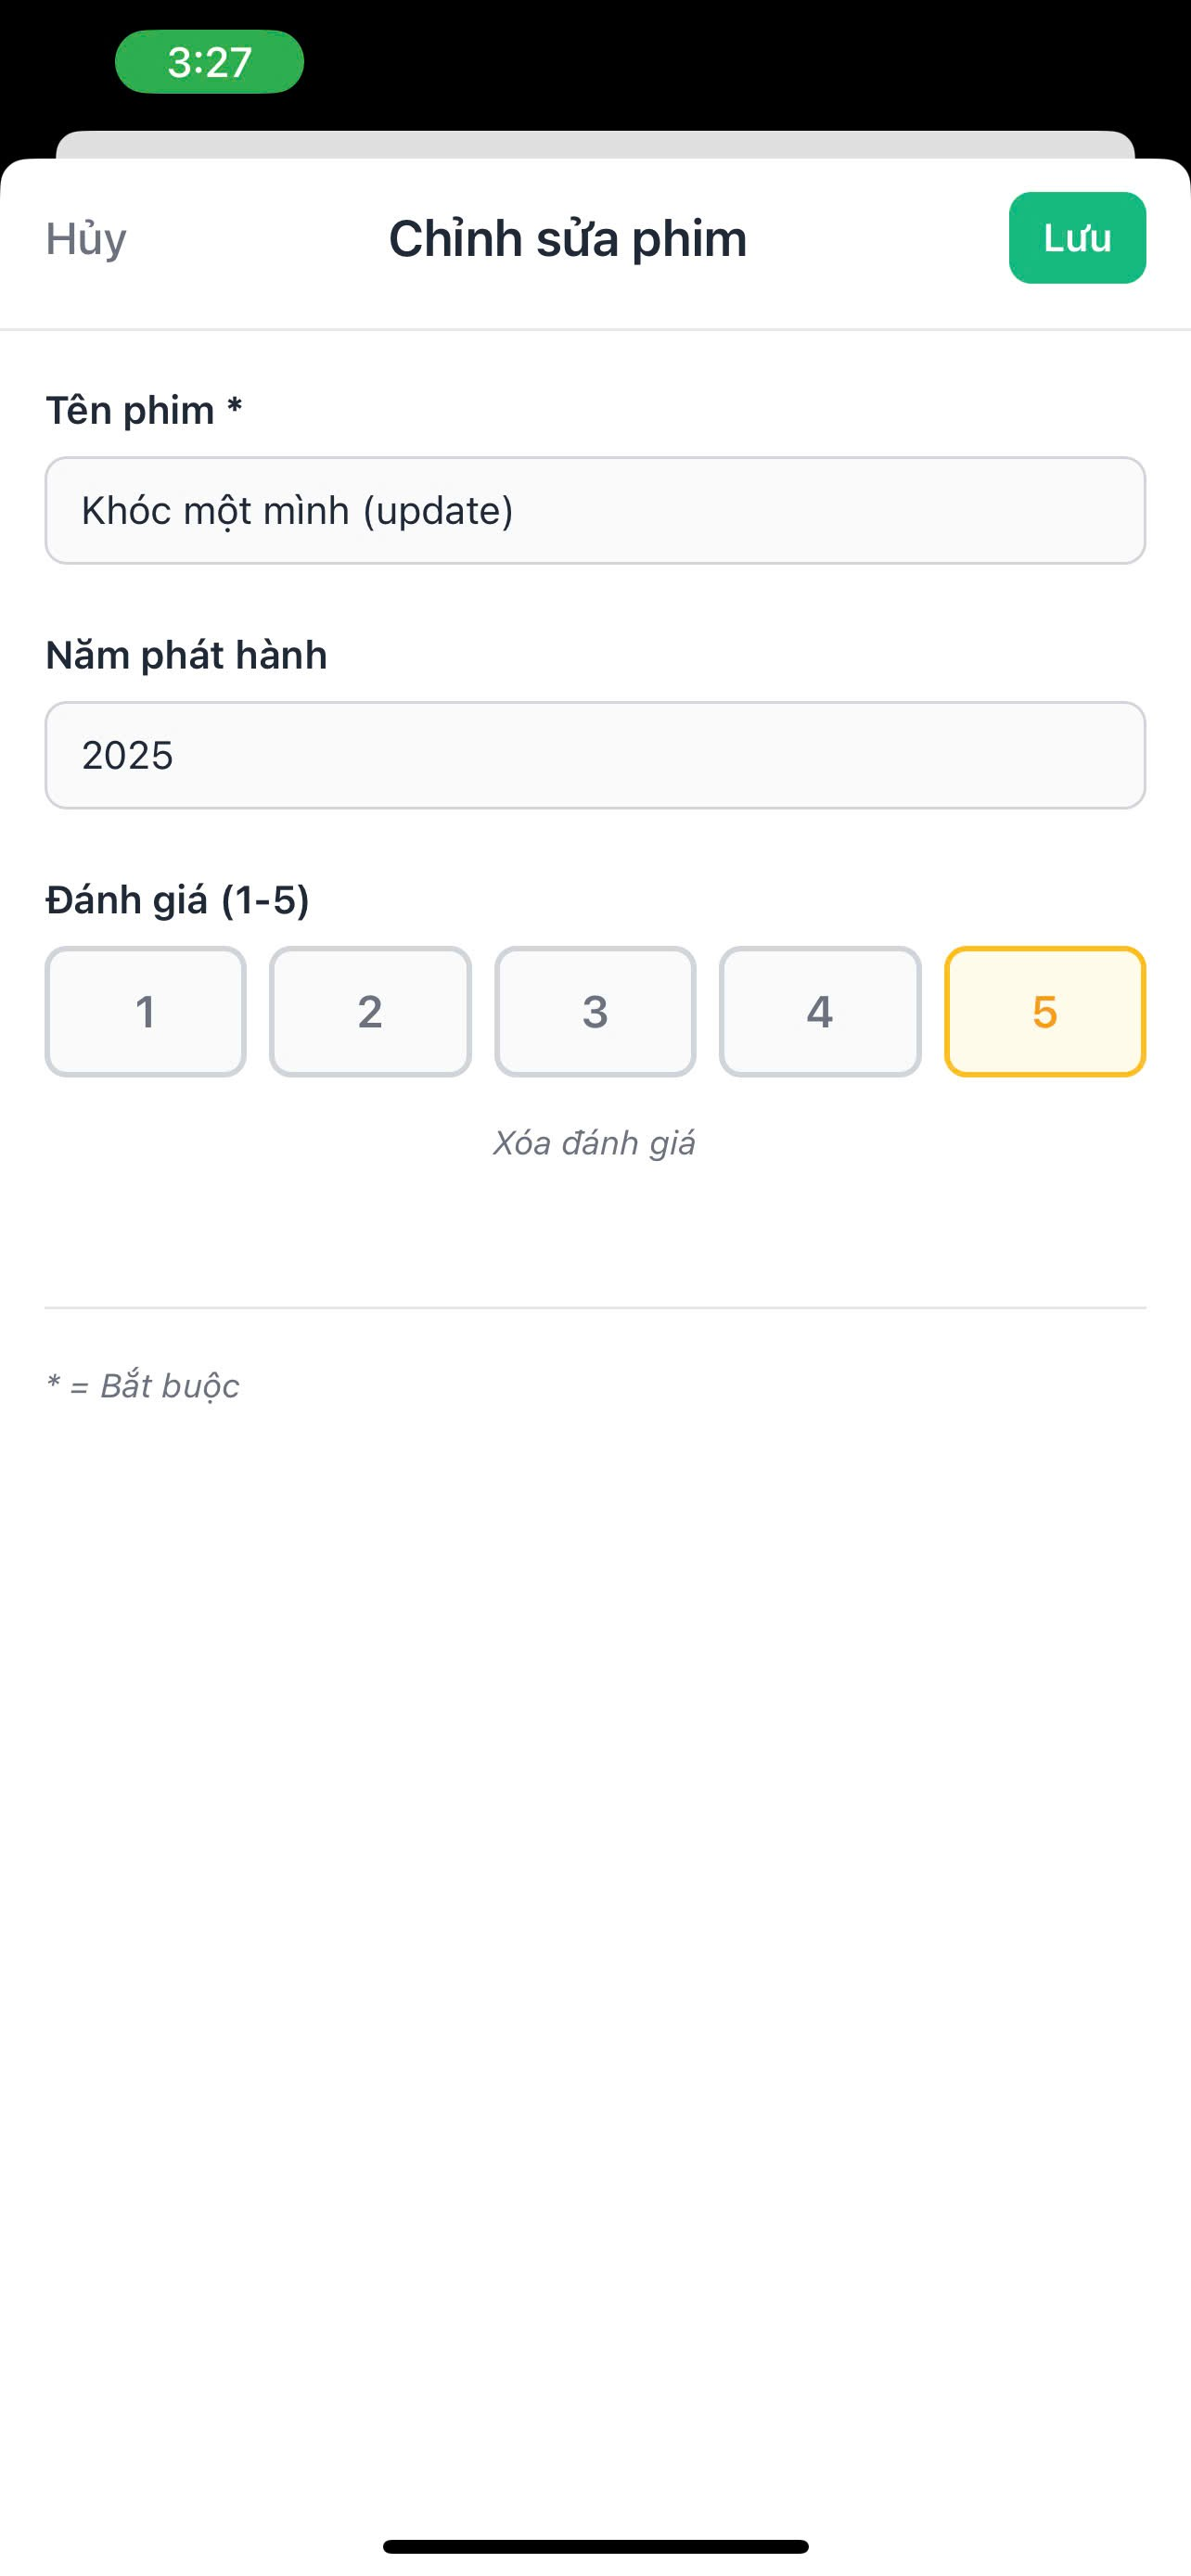 3:27
Hủy
Chỉnh sửa phim
Lưu
Tên phim *
Khóc một mình (update)
Năm phát hành
2025
Đánh giá (1-5)
1 2 3 4 5
Xóa đánh giá
* = Bắt buộc